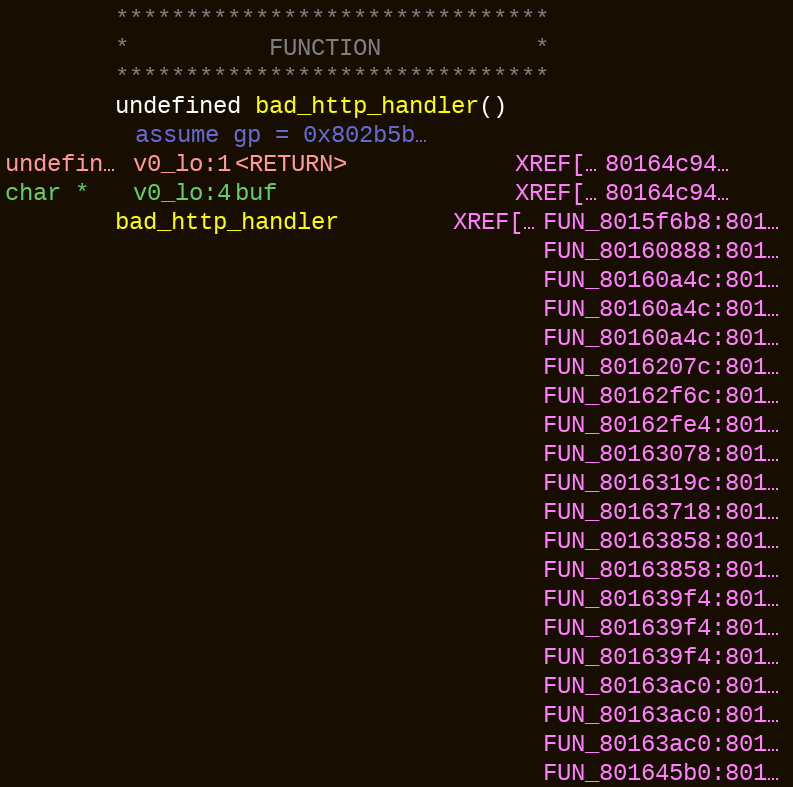 *******************************
* FUNCTION *
*******************************
undefined bad_http_handler()
assume gp = 0x802b5b…
undefin… v0_lo:1 <RETURN> XREF[… 80164c94…
char * v0_lo:4 buf XREF[… 80164c94…
bad_http_handler XREF[… FUN_8015f6b8:801…
FUN_80160888:801…
FUN_80160a4c:801…
FUN_80160a4c:801…
FUN_80160a4c:801…
FUN_8016207c:801…
FUN_80162f6c:801…
FUN_80162fe4:801…
FUN_80163078:801…
FUN_8016319c:801…
FUN_80163718:801…
FUN_80163858:801…
FUN_80163858:801…
FUN_801639f4:801…
FUN_801639f4:801…
FUN_801639f4:801…
FUN_80163ac0:801…
FUN_80163ac0:801…
FUN_80163ac0:801…
FUN_801645b0:801…